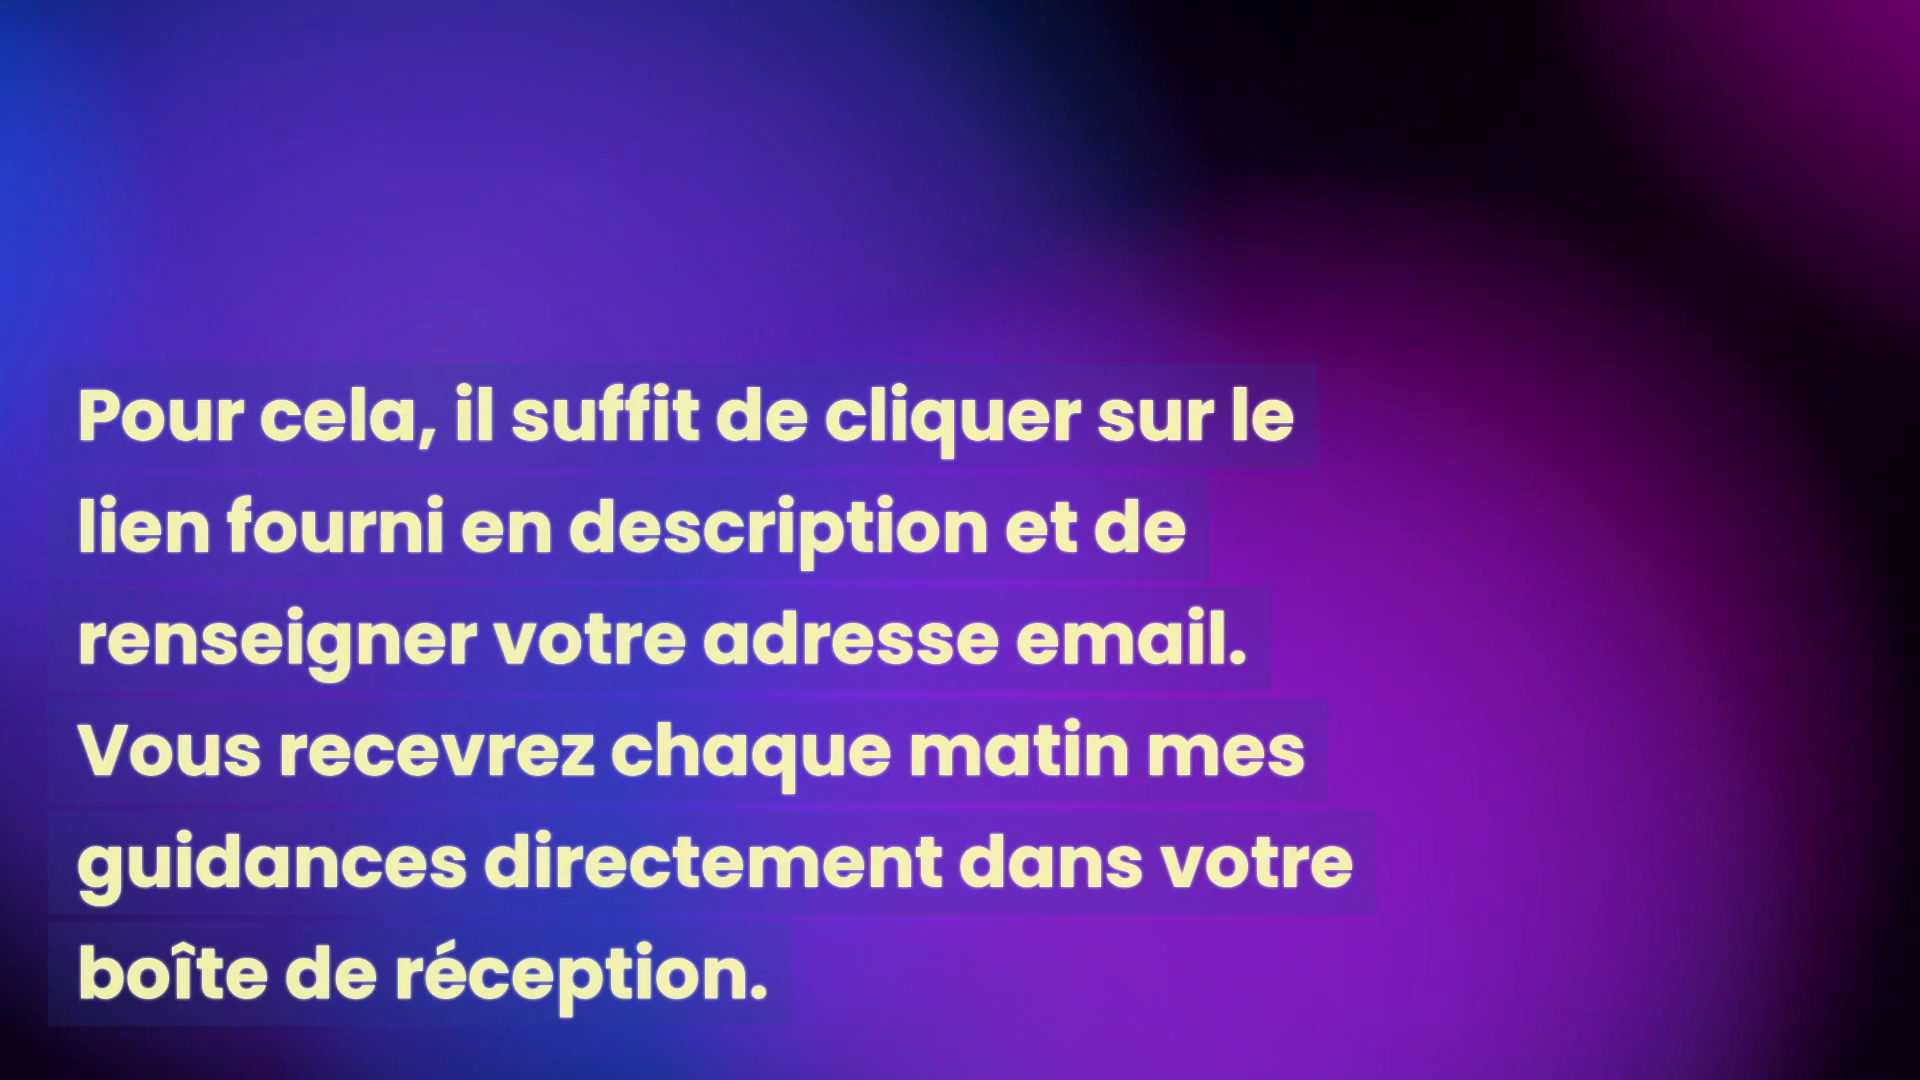 Pour cela, il suffit de cliquer sur le
lien fourni en description et de
renseigner votre adresse email.
Vous recevrez chaque matin mes
guidances directement dans votre
boîte de réception.